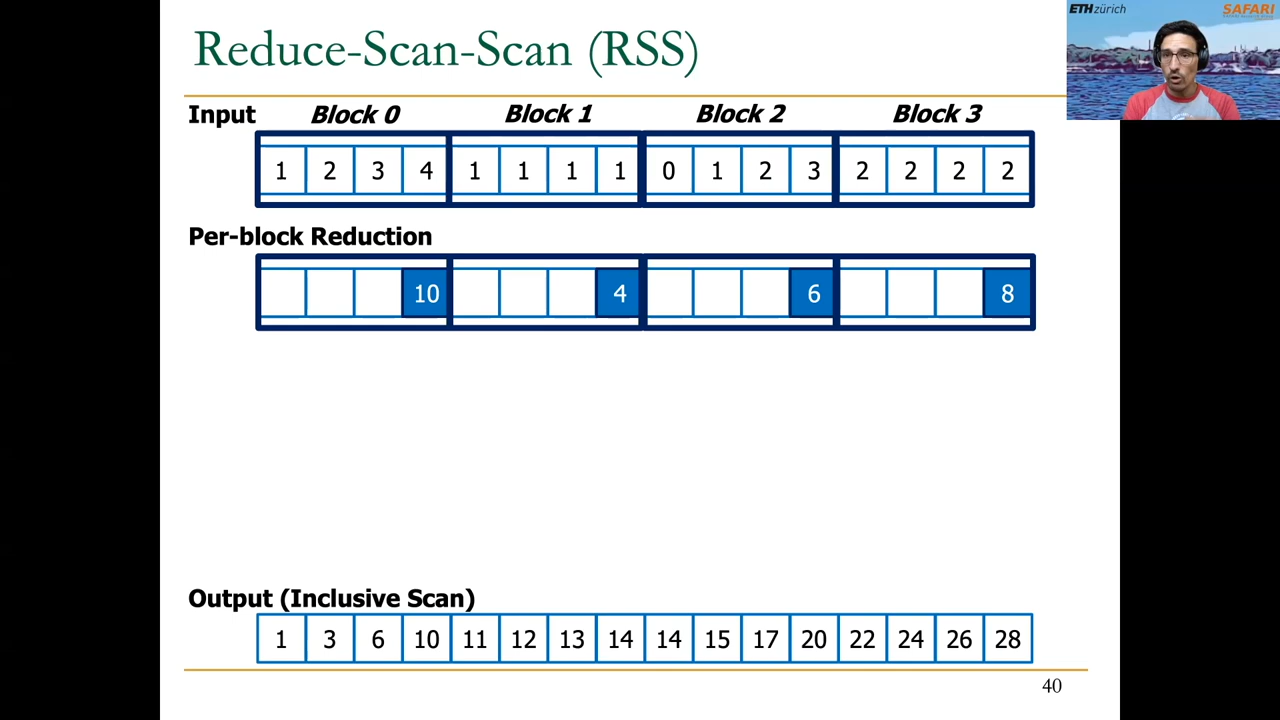 Reduce-Scan-Scan (RSS)
ETH zürich
SAFARI
Input Block 0 Block 1 Block 2 Block 3
1 2 3 4 1 1 1 1 0 1 2 3 2 2 2 2
Per-block Reduction
10 4 6 8
Output (Inclusive Scan)
1 3 6 10 11 12 13 14 14 15 17 20 22 24 26 28
40